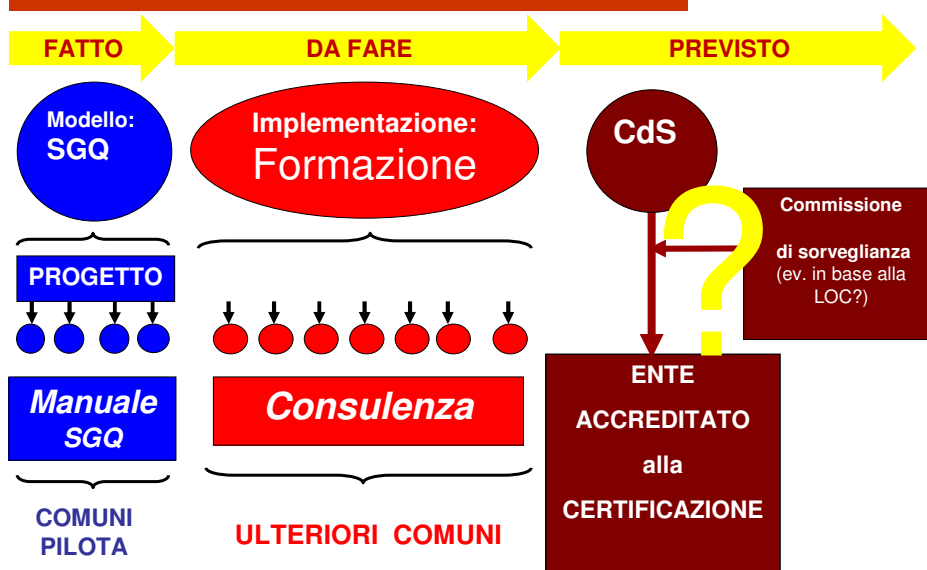 FATTO
DA FARE
PREVISTO
Modello:
SGQ
Implementazione:
Formazione
CdS
?
Commissione
di sorveglianza
(ev. in base alla
LOC?)
PROGETTO
Manuale
SGQ
Consulenza
ENTE
ACCREDITATO
alla
CERTIFICAZIONE
COMUNI
PILOTA
ULTERIORI COMUNI